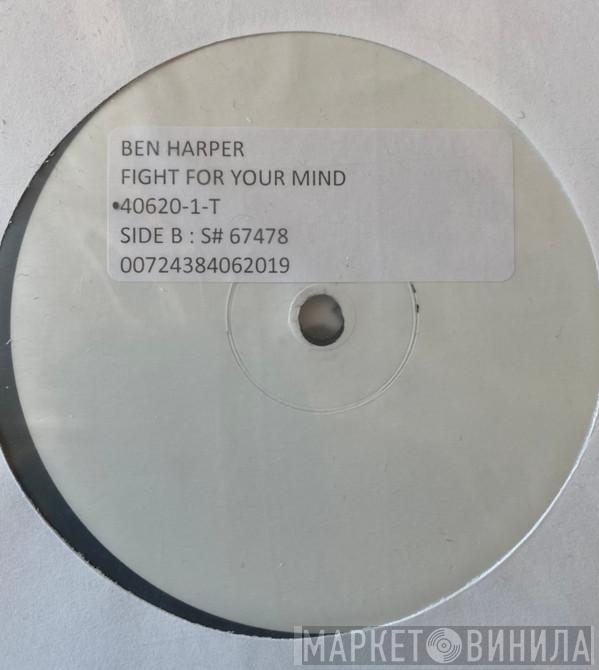 BEN HARPER
FIGHT FOR YOUR MIND
•40620-1-T
SIDE B : S# 67478
00724384062019
МАРКЕТ ВИНИЛА